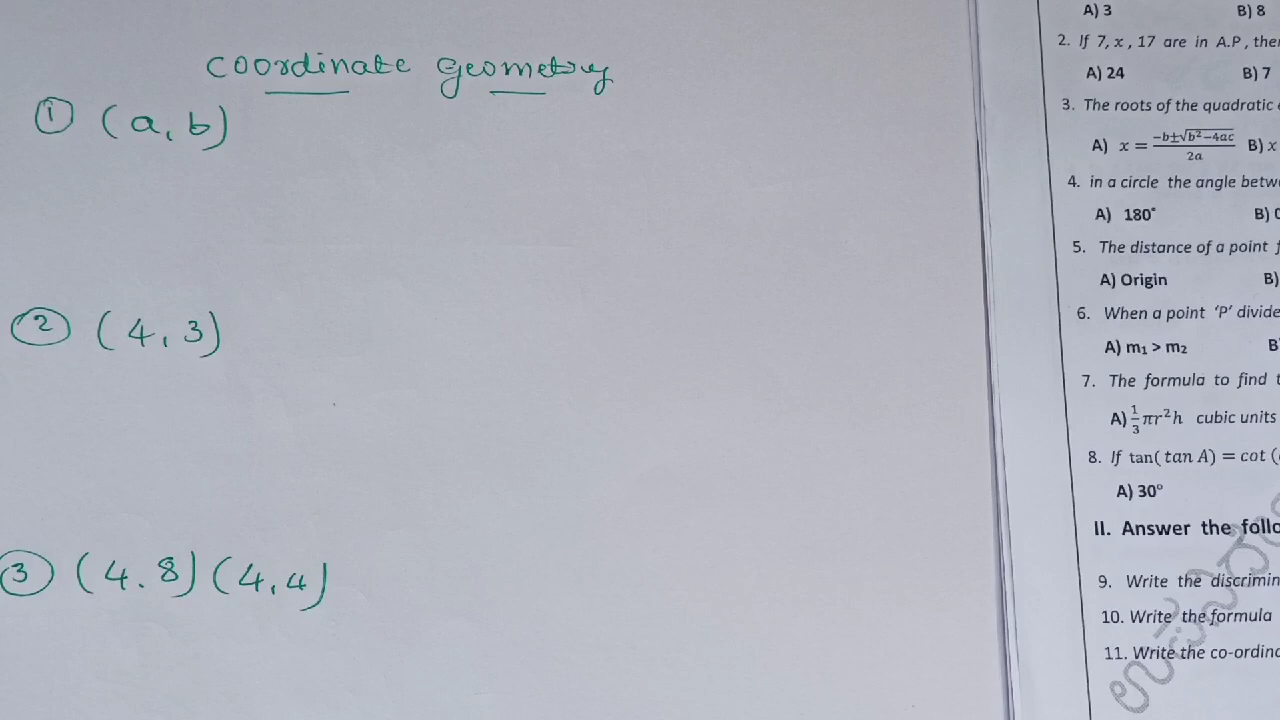 coordinate geometry
① (a, b)
② (4, 3)
③ (4.8) (4, 4)
A) 3 B) 8
2. If 7, x , 17 are in A.P , then
A) 24 B) 7
3. The roots of the quadratic
A) x = −b±√b²−4ac / 2a B) x
4. in a circle the angle betw
A) 180° B)
5. The distance of a point
A) Origin B)
6. When a point ‘P’ divide
A) m₁ > m₂ B
7. The formula to find
A) 1/3 πr²h cubic units
8. If tan( tan A) = cot (
A) 30°
II. Answer the follo
9. Write the discrimin
10. Write the formula
11. Write the co-ordina